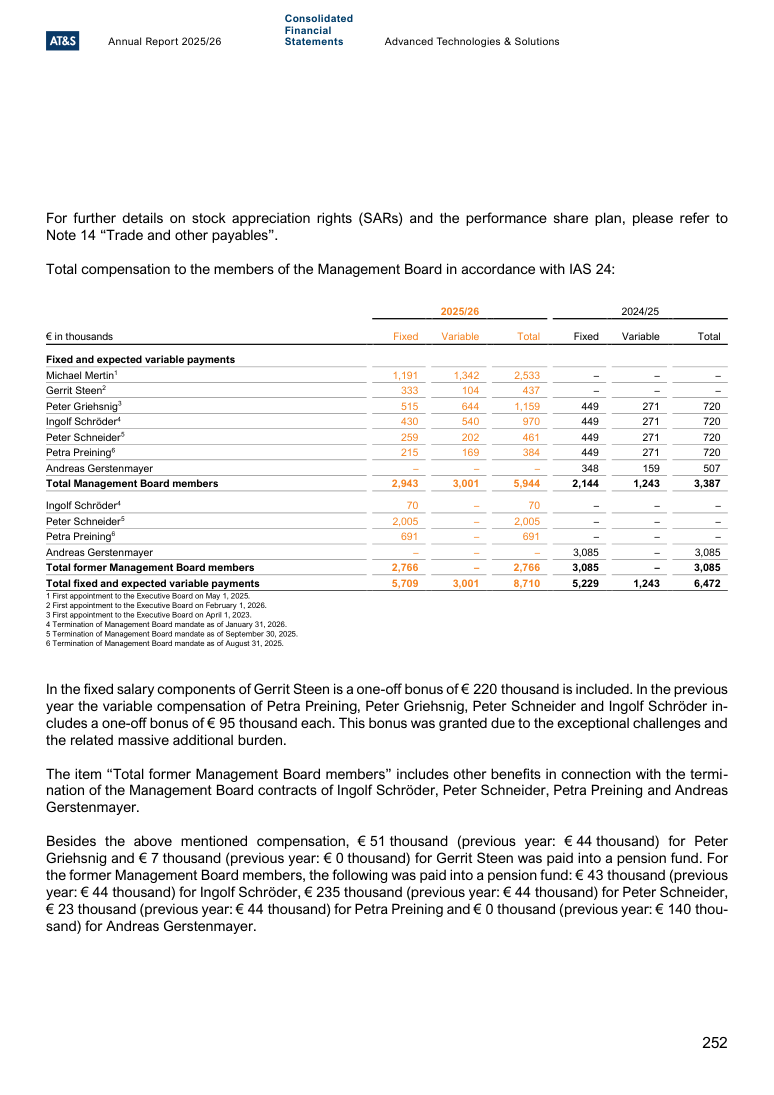 AT&S
Annual Report 2025/26
Consolidated
Financial
Statements
Advanced Technologies & Solutions
For further details on stock appreciation rights (SARs) and the performance share plan, please refer to
Note 14 “Trade and other payables”.
Total compensation to the members of the Management Board in accordance with IAS 24:
2025/26 2024/25
€ in thousands Fixed Variable Total Fixed Variable Total
Fixed and expected variable payments
Michael Mertin1 1,191 1,342 2,533 – – –
Gerrit Steen2 333 104 437 – – –
Peter Griehsnig3 515 644 1,159 449 271 720
Ingolf Schröder4 430 540 970 449 271 720
Peter Schneider5 259 202 461 449 271 720
Petra Preining6 215 169 384 449 271 720
Andreas Gerstenmayer – – – 348 159 507
Total Management Board members 2,943 3,001 5,944 2,144 1,243 3,387
Ingolf Schröder4 70 – 70 – – –
Peter Schneider5 2,005 – 2,005 – – –
Petra Preining6 691 – 691 – – –
Andreas Gerstenmayer – – – 3,085 – 3,085
Total former Management Board members 2,766 – 2,766 3,085 – 3,085
Total fixed and expected variable payments 5,709 3,001 8,710 5,229 1,243 6,472
1 First appointment to the Executive Board on May 1, 2025.
2 First appointment to the Executive Board on February 1, 2026.
3 First appointment to the Executive Board on April 1, 2023.
4 Termination of Management Board mandate as of January 31, 2026.
5 Termination of Management Board mandate as of September 30, 2025.
6 Termination of Management Board mandate as of August 31, 2025.
In the fixed salary components of Gerrit Steen is a one-off bonus of € 220 thousand is included. In the previous
year the variable compensation of Petra Preining, Peter Griehsnig, Peter Schneider and Ingolf Schröder in-
cludes a one-off bonus of € 95 thousand each. This bonus was granted due to the exceptional challenges and
the related massive additional burden.
The item “Total former Management Board members” includes other benefits in connection with the termi-
nation of the Management Board contracts of Ingolf Schröder, Peter Schneider, Petra Preining and Andreas
Gerstenmayer.
Besides the above mentioned compensation, € 51 thousand (previous year: € 44 thousand) for Peter
Griehsnig and € 7 thousand (previous year: € 0 thousand) for Gerrit Steen was paid into a pension fund. For
the former Management Board members, the following was paid into a pension fund: € 43 thousand (previous
year: € 44 thousand) for Ingolf Schröder, € 235 thousand (previous year: € 44 thousand) for Peter Schneider,
€ 23 thousand (previous year: € 44 thousand) for Petra Preining and € 0 thousand (previous year: € 140 thou-
sand) for Andreas Gerstenmayer.
252